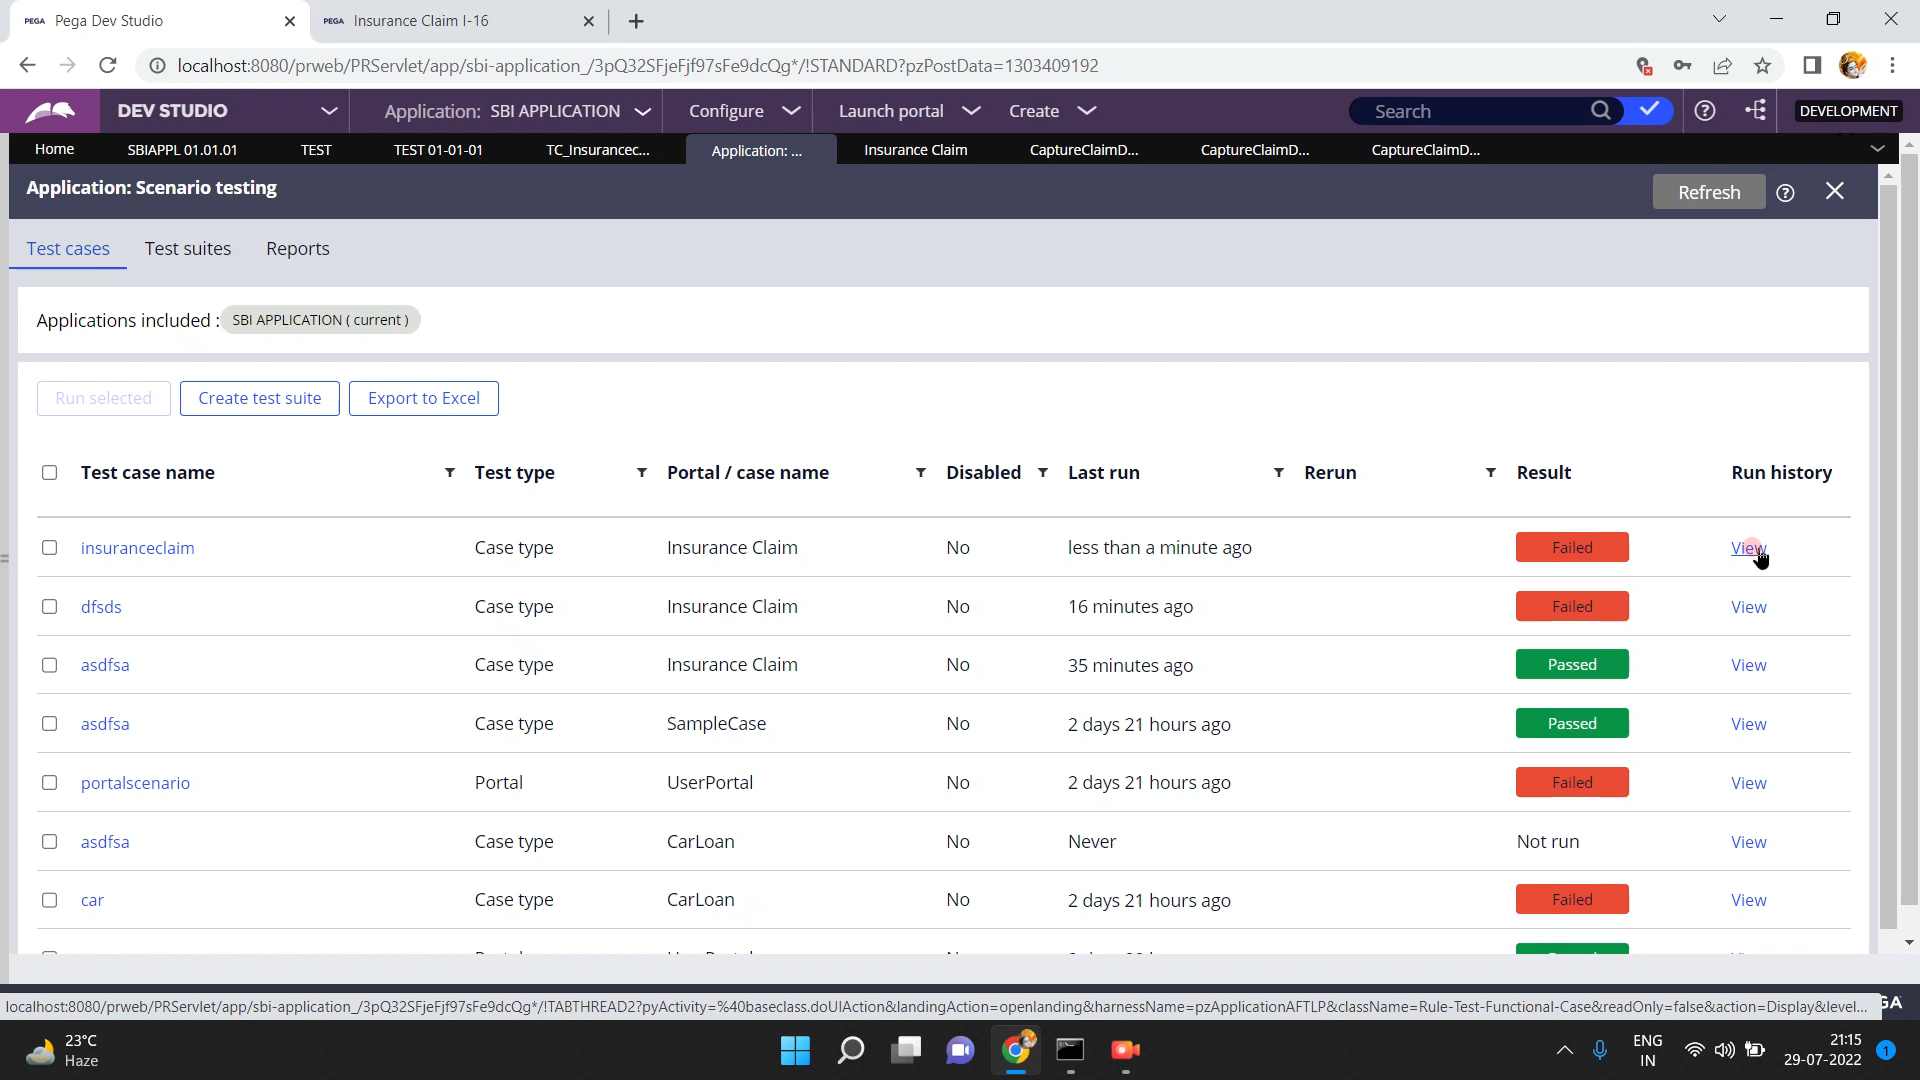 PEGA Pega Dev Studio
PEGA Insurance Claim I-16
localhost:8080/prweb/PRServlet/app/sbi-application_/3pQ32SFjeFjf97sFe9dcQg*/!STANDARD?pzPostData=1303409192
DEV STUDIO Application: SBI APPLICATION Configure Launch portal Create Search DEVELOPMENT
Home SBIAPPL 01.01.01 TEST TEST 01-01-01 TC_Insurancec... Application: ... Insurance Claim CaptureClaimD... CaptureClaimD... CaptureClaimD...
Application: Scenario testing Refresh
Test cases Test suites Reports
Applications included : SBI APPLICATION ( current )
Run selected Create test suite Export to Excel
Test case name Test type Portal / case name Disabled Last run Rerun Result Run history
insuranceclaim Case type Insurance Claim No less than a minute ago Failed View
dfsds Case type Insurance Claim No 16 minutes ago Failed View
asdfsa Case type Insurance Claim No 35 minutes ago Passed View
asdfsa Case type SampleCase No 2 days 21 hours ago Passed View
portalscenario Portal UserPortal No 2 days 21 hours ago Failed View
asdfsa Case type CarLoan No Never Not run View
car Case type CarLoan No 2 days 21 hours ago Failed View
localhost:8080/prweb/PRServlet/app/sbi-application_/3pQ32SFjeFjf97sFe9dcQg*/!TABTHREAD2?pyActivity=%40baseclass.doUIAction&landingAction=openlanding&harnessName=pzApplicationAFTLP&className=Rule-Test-Functional-Case&readOnly=false&action=Display&level... GA
23°C
Haze
ENG
IN
21:15
29-07-2022
1